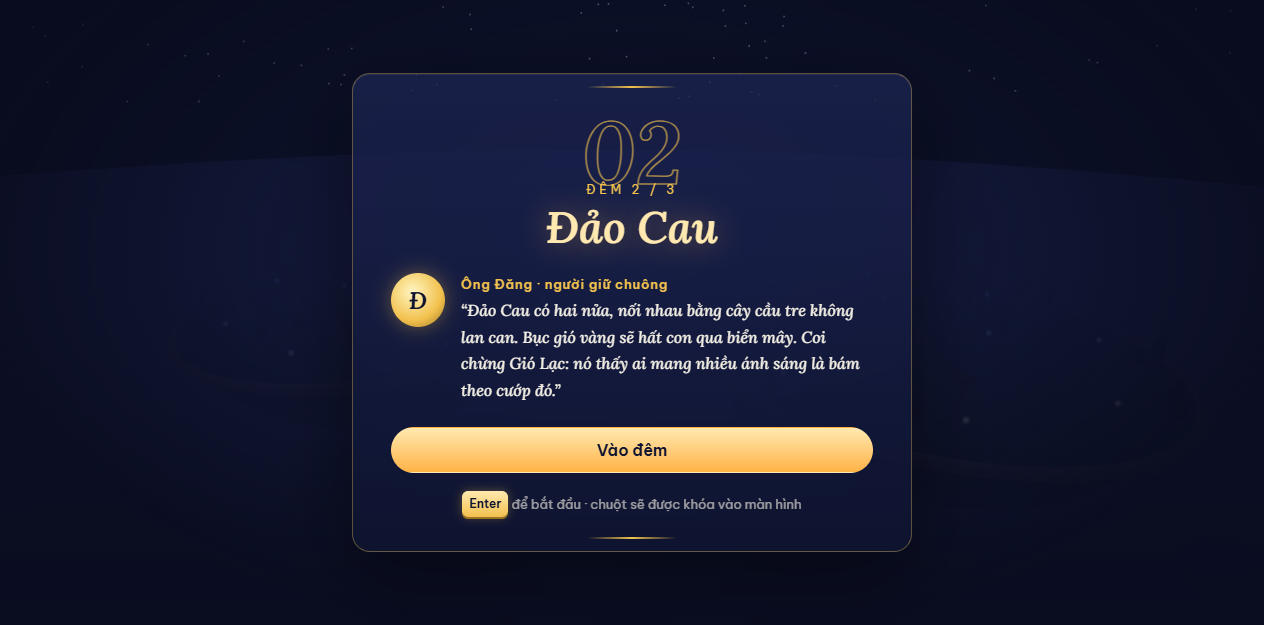 02
ĐÊM 2 / 3
Đảo Cau
Đ
Ông Đăng · người giữ chuông
“Đảo Cau có hai nửa, nối nhau bằng cây cầu tre không
lan can. Bục gió vàng sẽ hất con qua biển mây. Coi
chừng Gió Lạc: nó thấy ai mang nhiều ánh sáng là bám
theo cướp đó.”
Vào đêm
Enter để bắt đầu · chuột sẽ được khóa vào màn hình